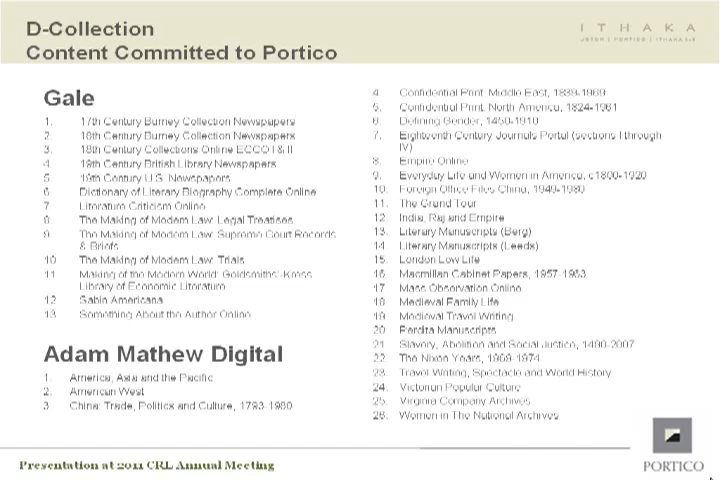 D-Collection
Content Committed to Portico
ITHAKA
JSTOR | PORTICO | ITHAKA S+R
Gale
1. 17th Century Burney Collection Newspapers
2. 18th Century Burney Collection Newspapers
3. 18th Century Collections Online ECCO I & II
4. 19th Century British Library Newspapers
5. 19th Century U.S. Newspapers
6. Dictionary of Literary Biography Complete Online
7. Literature Criticism Online
8. The Making of Modern Law: Legal Treatises
9. The Making of Modern Law: Supreme Court Records
& Briefs
10. The Making of Modern Law: Trials
11. Making of the Modern World: Goldsmiths'-Kress
Library of Economic Literature
12. Sabin Americana
13. Something About the Author Online
Adam Mathew Digital
1. America, Asia and the Pacific
2. American West
3. China: Trade, Politics and Culture, 1793-1980
4. Confidential Print: Middle East, 1839-1969
5. Confidential Print: North America, 1824-1961
6. Defining Gender, 1450-1910
7. Eighteenth Century Journals Portal (sections I through
IV)
8. Empire Online
9. Everyday Life and Women in America, c1800-1920
10. Foreign Office Files China, 1949-1980
11. The Grand Tour
12. India, Raj and Empire
13. Literary Manuscripts (Berg)
14. Literary Manuscripts (Leeds)
15. London Low Life
16. Macmillan Cabinet Papers, 1957-1963
17. Mass Observation Online
18. Medieval Family Life
19. Medieval Travel Writing
20. Perdita Manuscripts
21. Slavery, Abolition and Social Justice, 1490-2007
22. The Nixon Years, 1969-1974
23. Travel Writing, Spectacle and World History
24. Victorian Popular Culture
25. Virginia Company Archives
26. Women in The National Archives
Presentation at 2011 CRL Annual Meeting
PORTICO